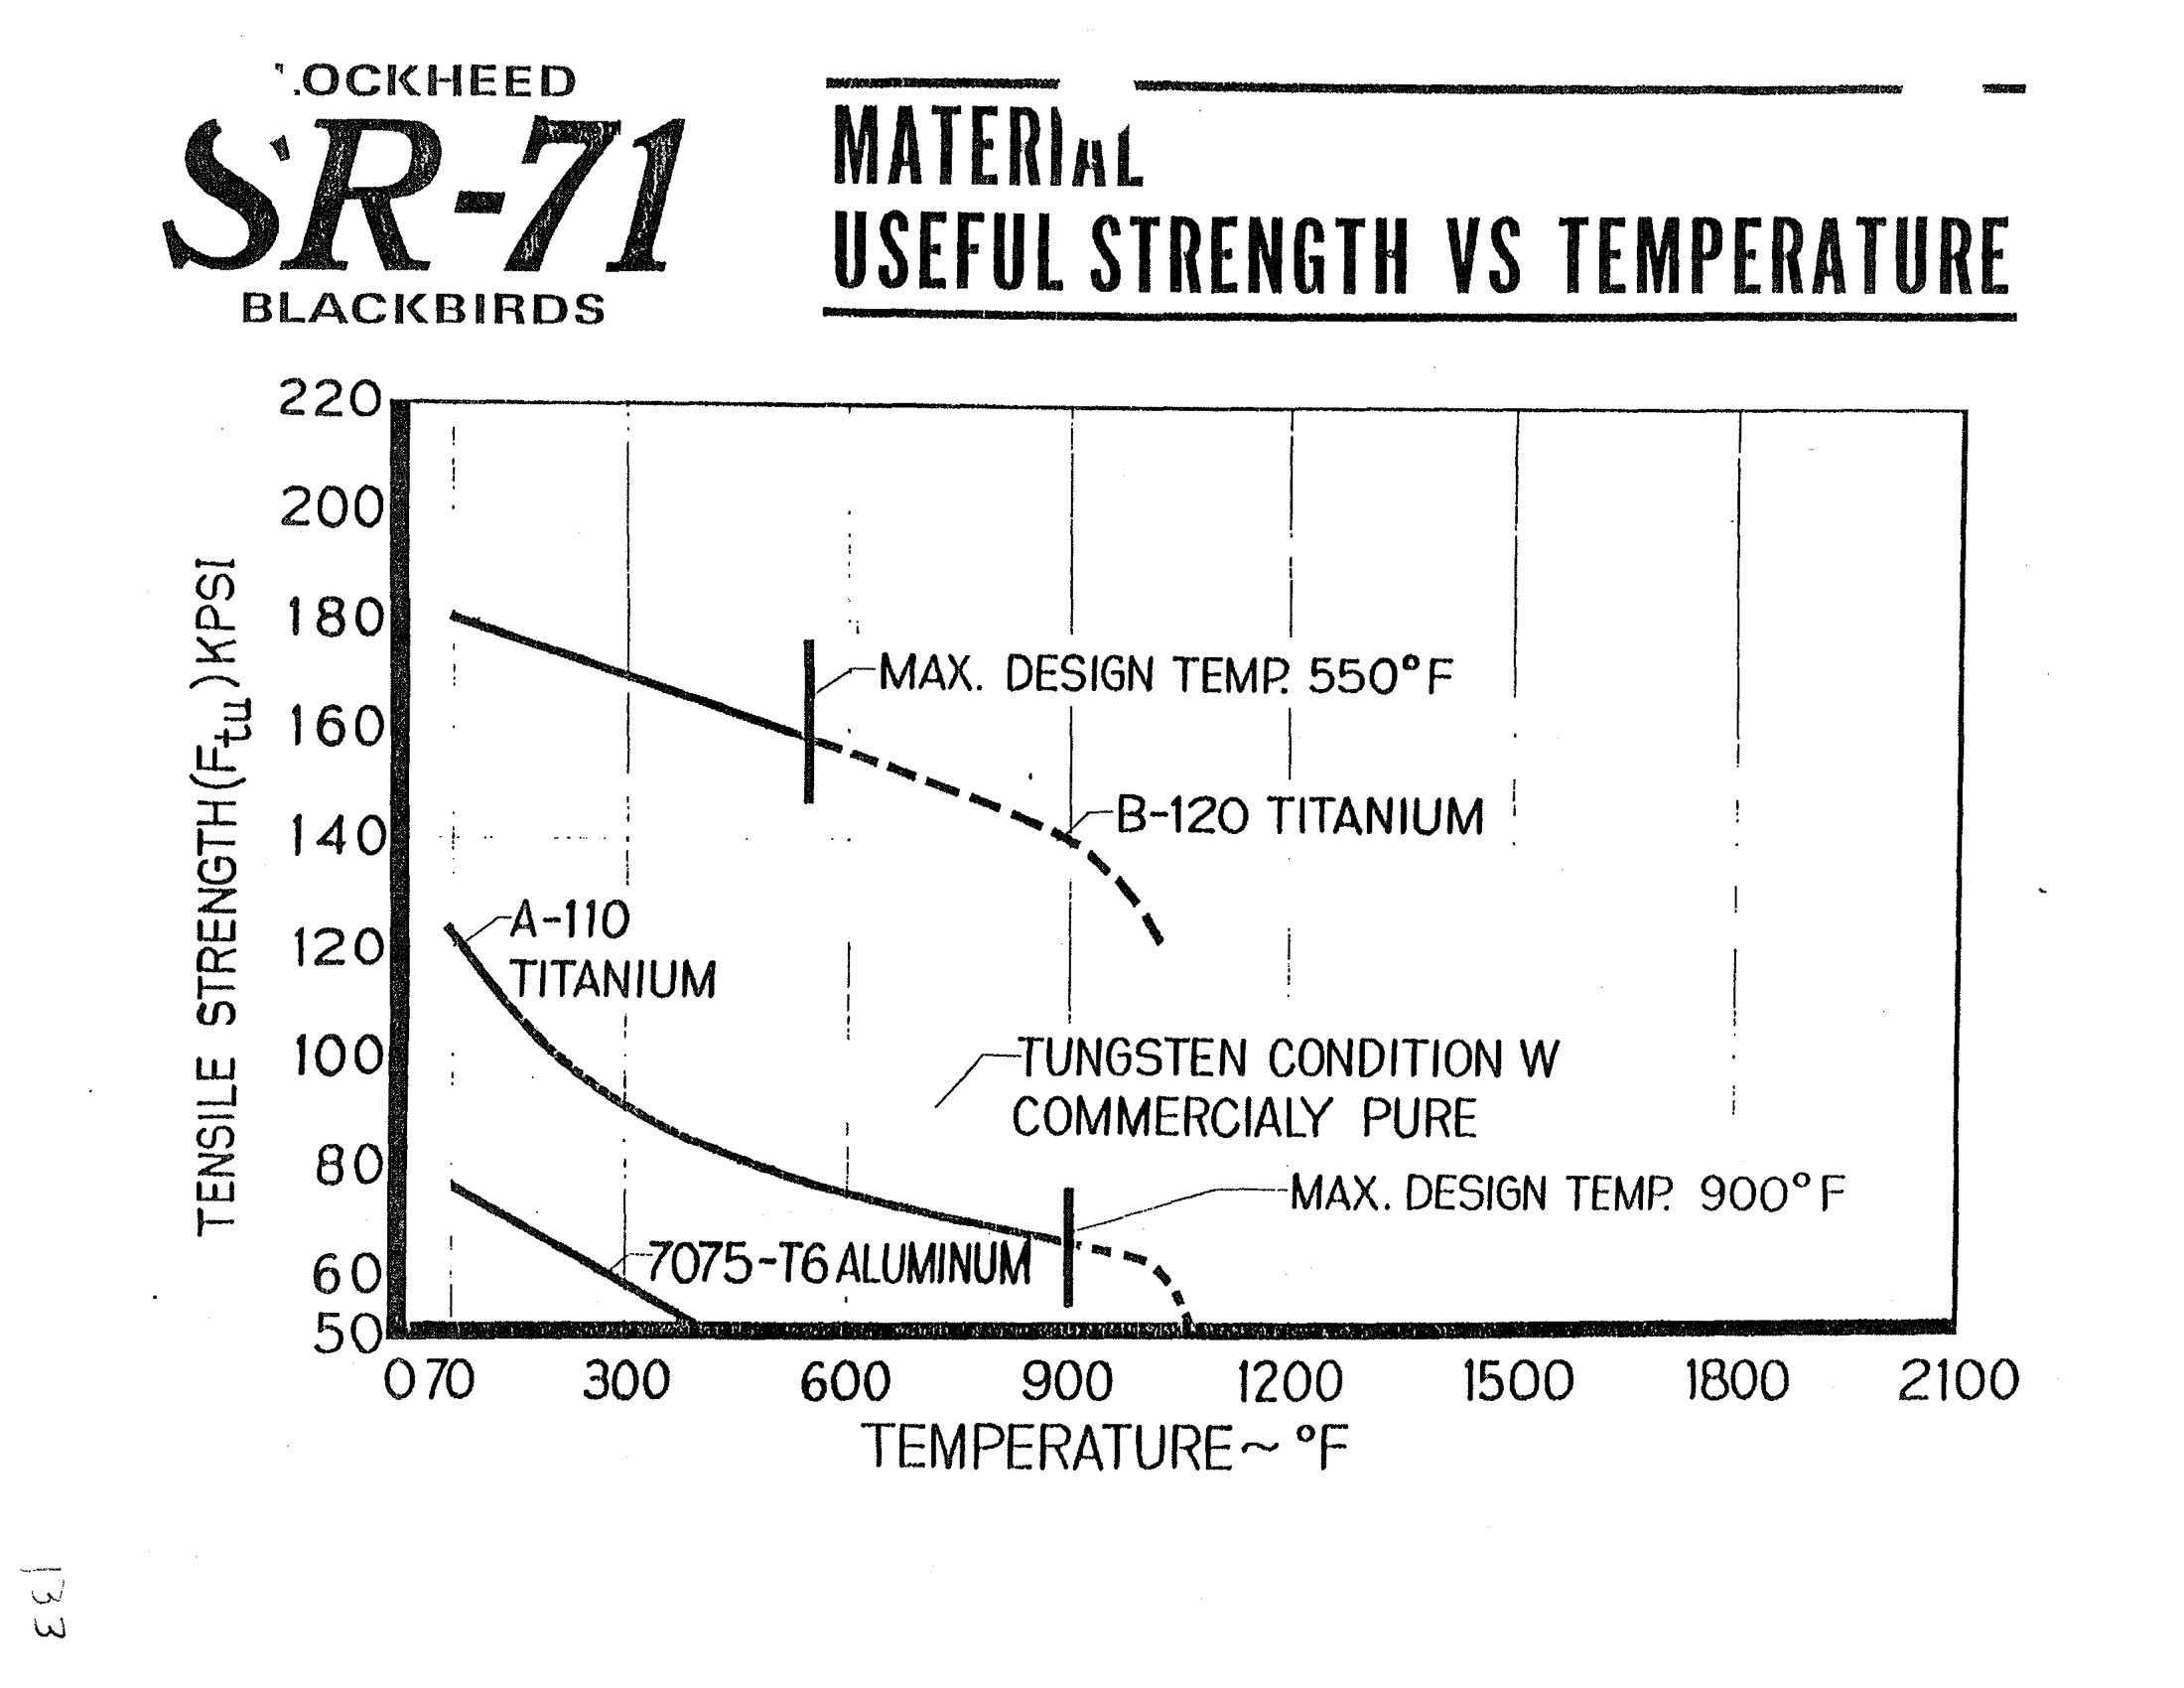 .OCKHEED
SR-71
BLACKBIRDS
MATERIAL
USEFUL STRENGTH VS TEMPERATURE
TENSILE STRENGTH (Ftu) KPSI
220
200
180
160
140
120
100
80
60
50
MAX. DESIGN TEMP. 550°F
B-120 TITANIUM
A-110
TITANIUM
TUNGSTEN CONDITION W
COMMERCIALY PURE
MAX. DESIGN TEMP. 900°F
7075-T6 ALUMINUM
0 70 300 600 900 1200 1500 1800 2100
TEMPERATURE ~ °F
133